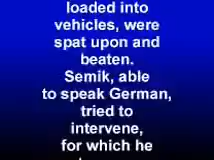 loaded into
vehicles, were
spat upon and
beaten.
Semik, able
to speak German,
tried to
intervene,
for which he